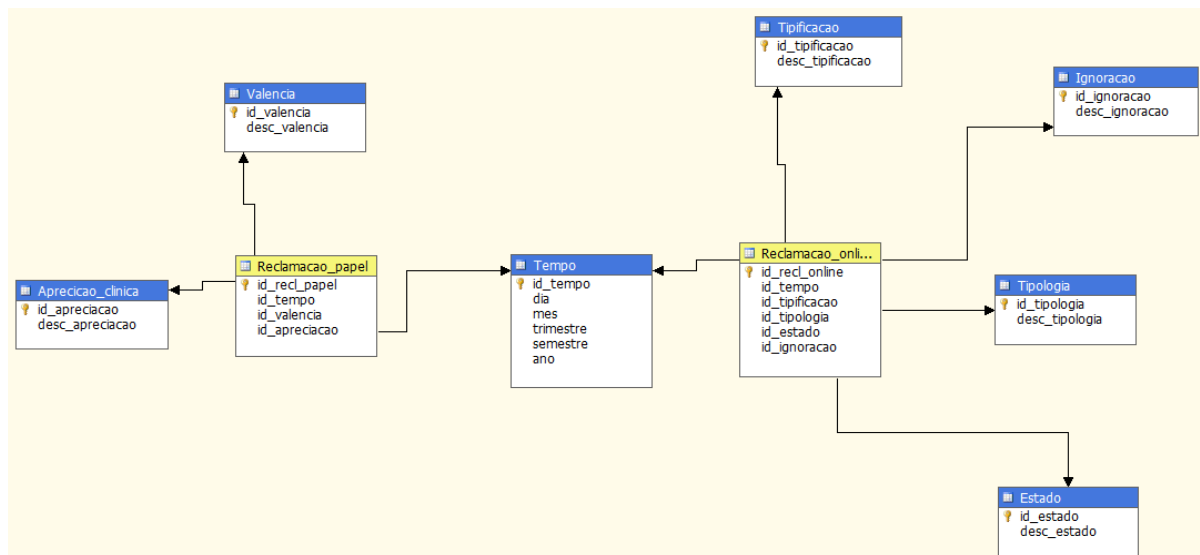 Tipificacao
id_tipificacao
desc_tipificacao
Ignoracao
id_ignoracao
desc_ignoracao
Valencia
id_valencia
desc_valencia
Reclamacao_papel
id_recl_papel
id_tempo
id_valencia
id_apreciacao
Tempo
id_tempo
dia
mes
trimestre
semestre
ano
Reclamacao_onli...
id_recl_online
id_tempo
id_tipificacao
id_tipologia
id_estado
id_ignoracao
Aprecicao_clinica
id_apreciacao
desc_apreciacao
Tipologia
id_tipologia
desc_tipologia
Estado
id_estado
desc_estado